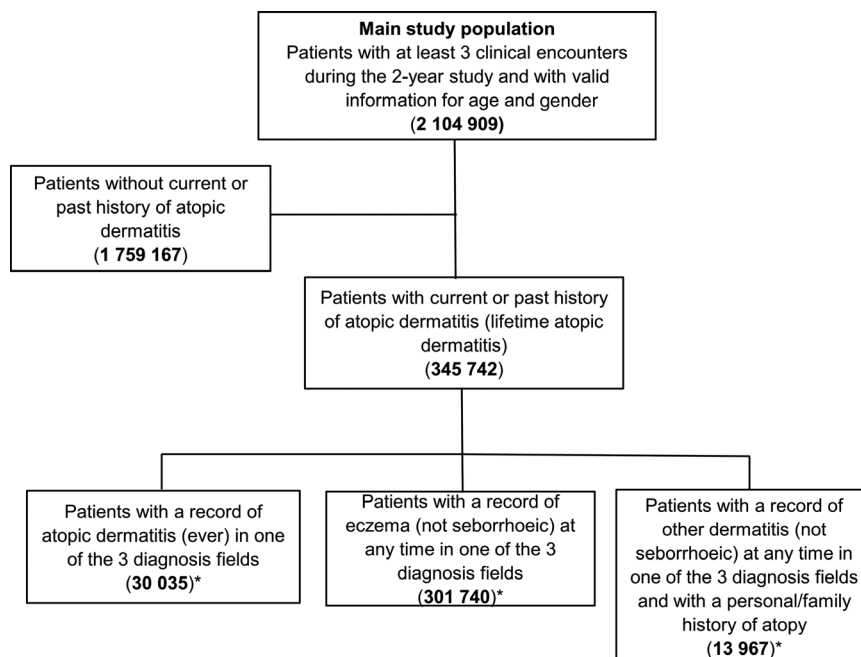 Main study population
Patients with at least 3 clinical encounters
during the 2-year study and with valid
information for age and gender
(2 104 909)
Patients without current or
past history of atopic
dermatitis
(1 759 167)
Patients with current or past history
of atopic dermatitis (lifetime atopic
dermatitis)
(345 742)
Patients with a record of
atopic dermatitis (ever) in one
of the 3 diagnosis fields
(30 035)*
Patients with a record of
eczema (not seborrhoeic) at
any time in one of the 3
diagnosis fields
(301 740)*
Patients with a record of
other dermatitis (not
seborrhoeic) at any time in
one of the 3 diagnosis fields
and with a personal/family
history of atopy
(13 967)*